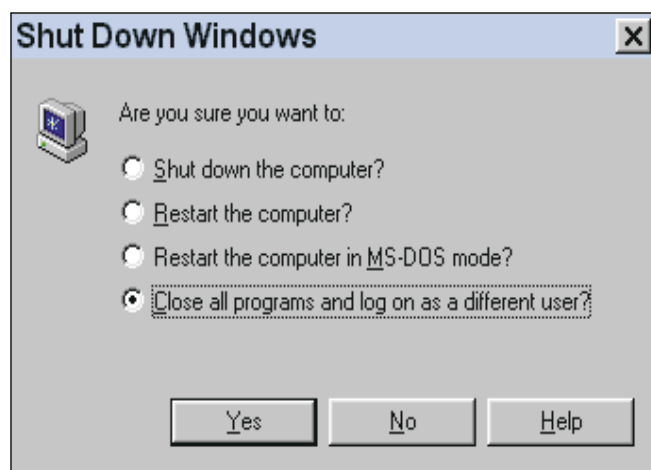 Shut Down Windows
Are you sure you want to:
Shut down the computer?
Restart the computer?
Restart the computer in MS-DOS mode?
Close all programs and log on as a different user?
Yes No Help